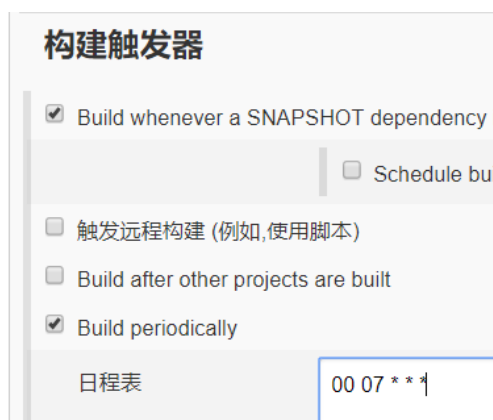 构建触发器
Build whenever a SNAPSHOT dependency
Schedule bu
触发远程构建 (例如,使用脚本)
Build after other projects are built
Build periodically
日程表
00 07 * * *